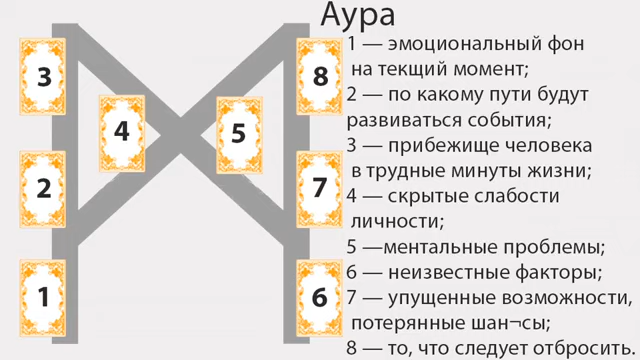 Аура
3
8
4
5
2
7
1
6
1 — эмоциональный фон
на текщий момент;
2 — по какому пути будут
развиваться события;
3 — прибежище человека
в трудные минуты жизни;
4 — скрытые слабости
личности;
5 —ментальные проблемы;
6 — неизвестные факторы;
7 — упущенные возможности,
потерянные шан¬сы;
8 — то, что следует отбросить.